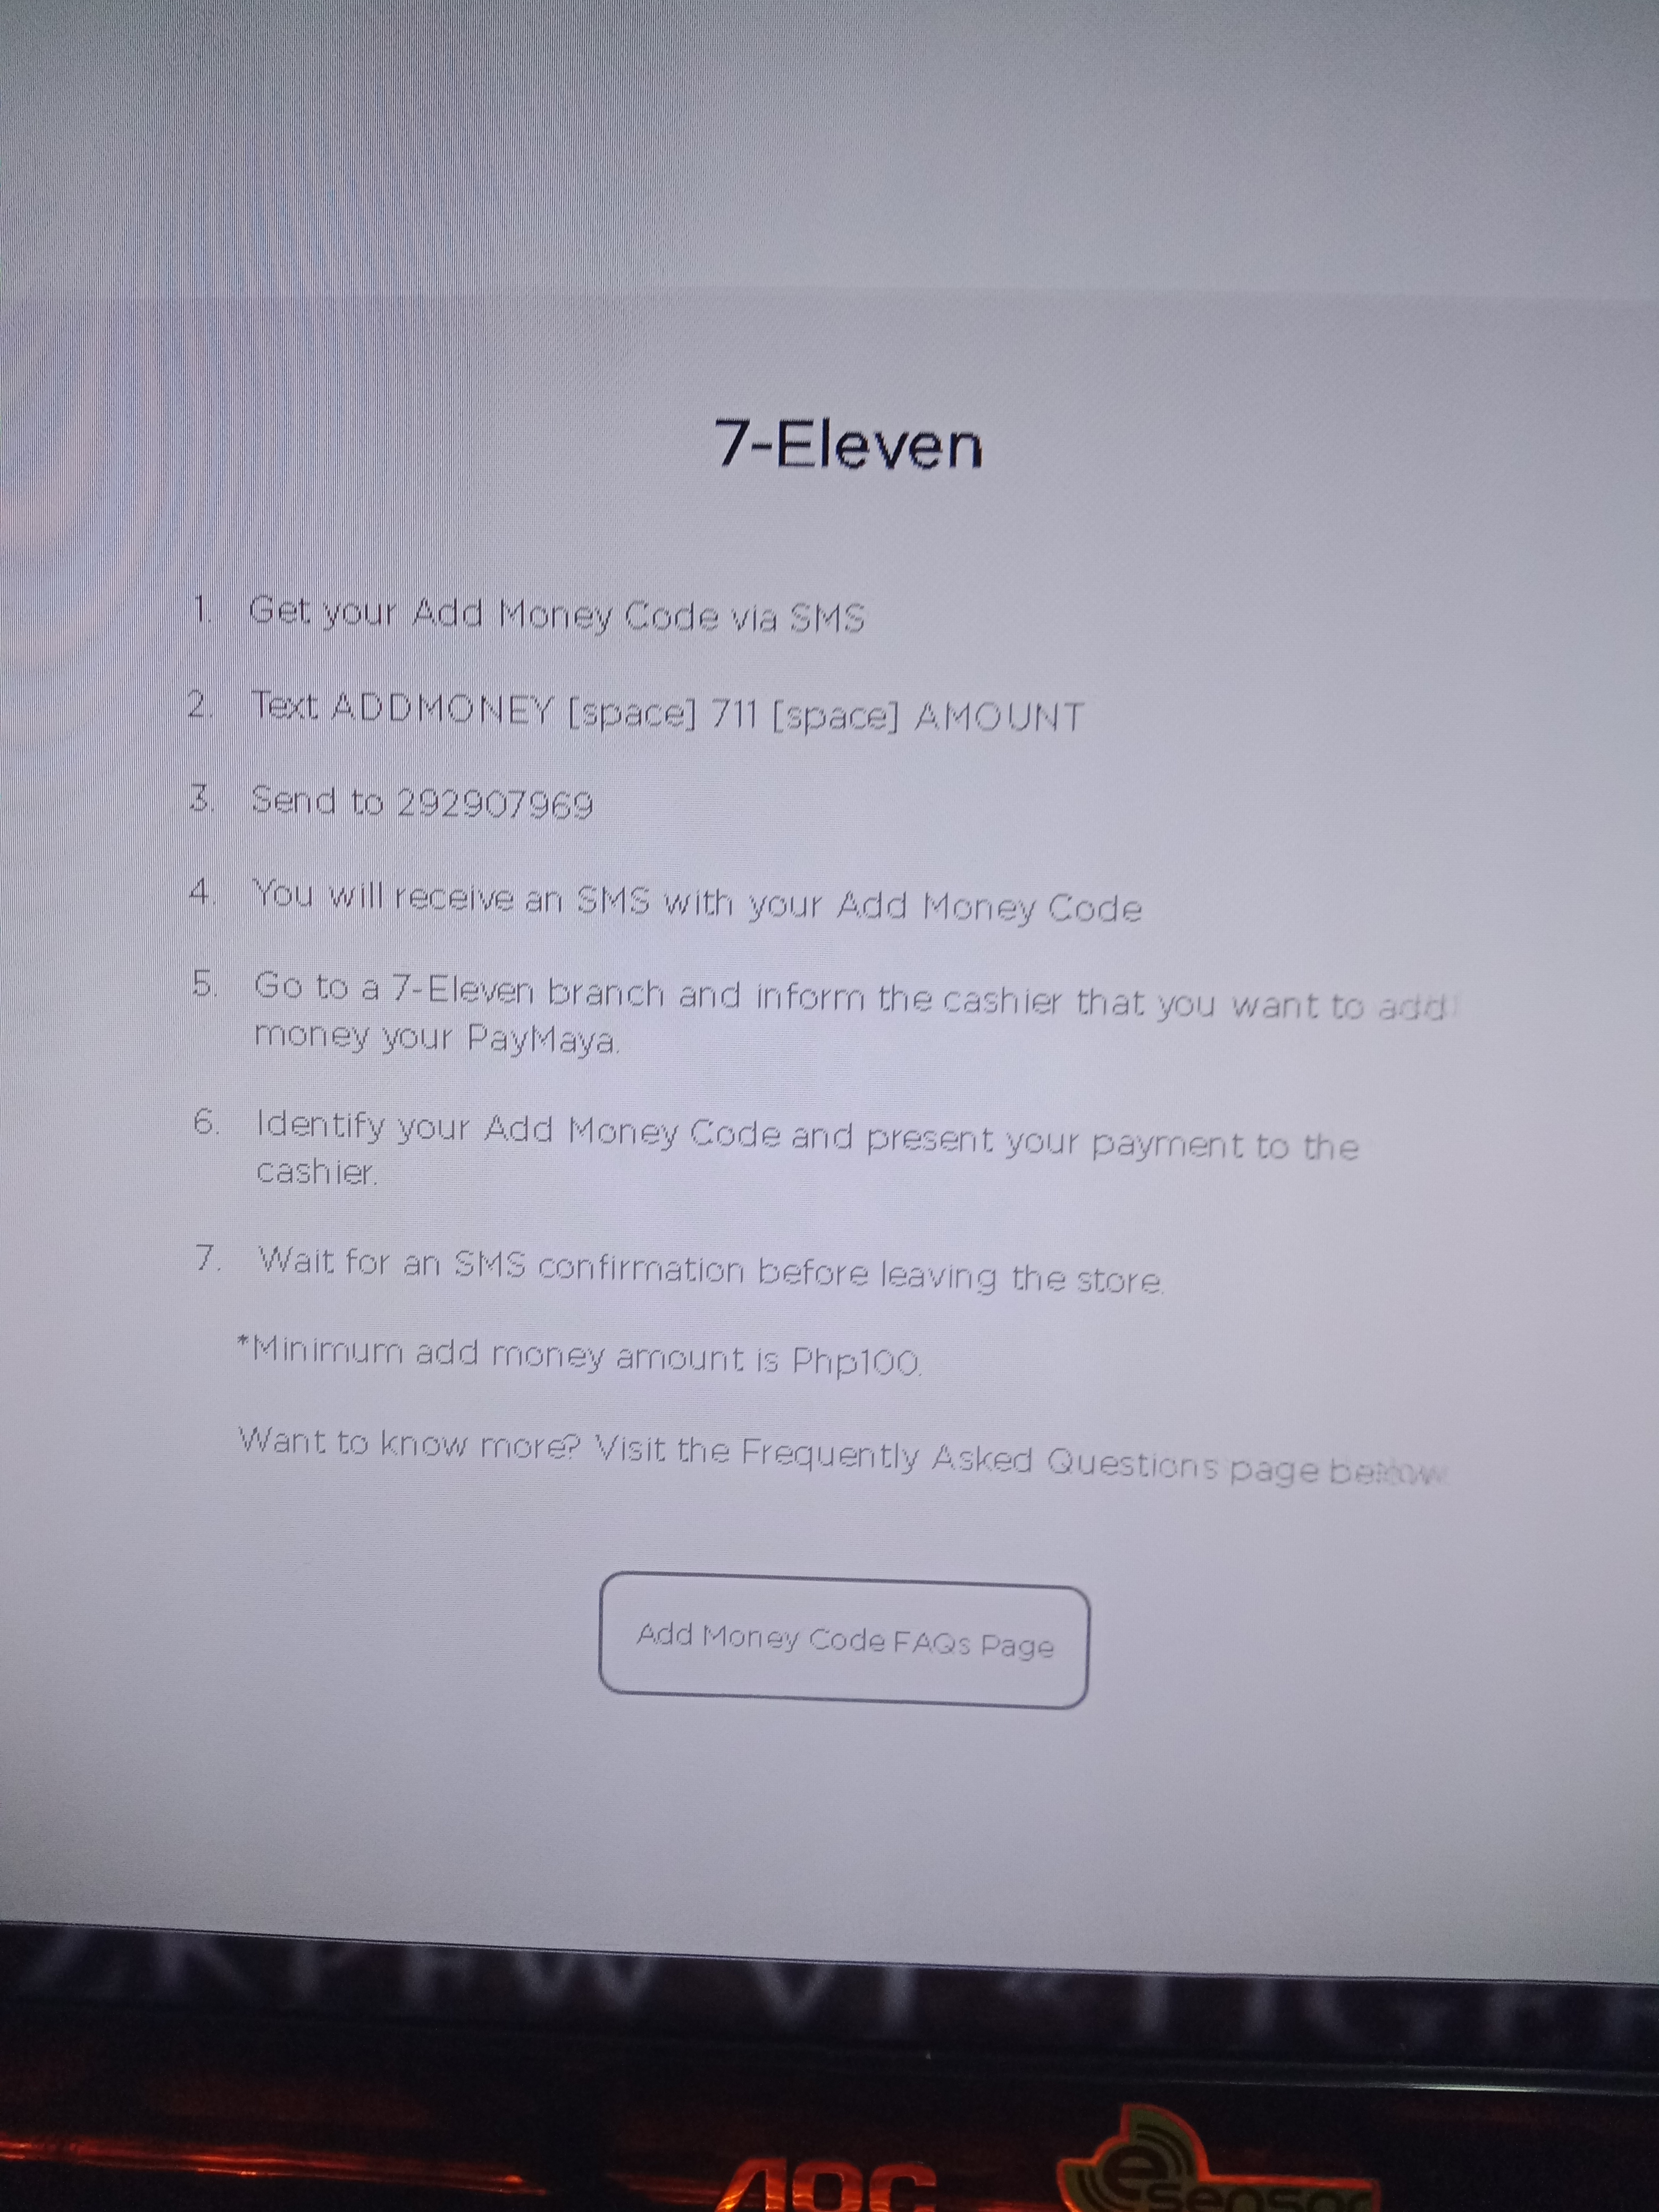 7-Eleven
1. Get your Add Money Code via SMS
2. Text ADDMONEY [space] 711 [space] AMOUNT
3. Send to 292907969
4. You will receive an SMS with your Add Money Code
5. Go to a 7-Eleven branch and inform the cashier that you want to add
money your PayMaya.
6. Identify your Add Money Code and present your payment to the
cashier.
7. Wait for an SMS confirmation before leaving the store.
*Minimum add money amount is Php100.
Want to know more? Visit the Frequently Asked Questions page below.
Add Money Code FAQs Page
AOC
e
sensor